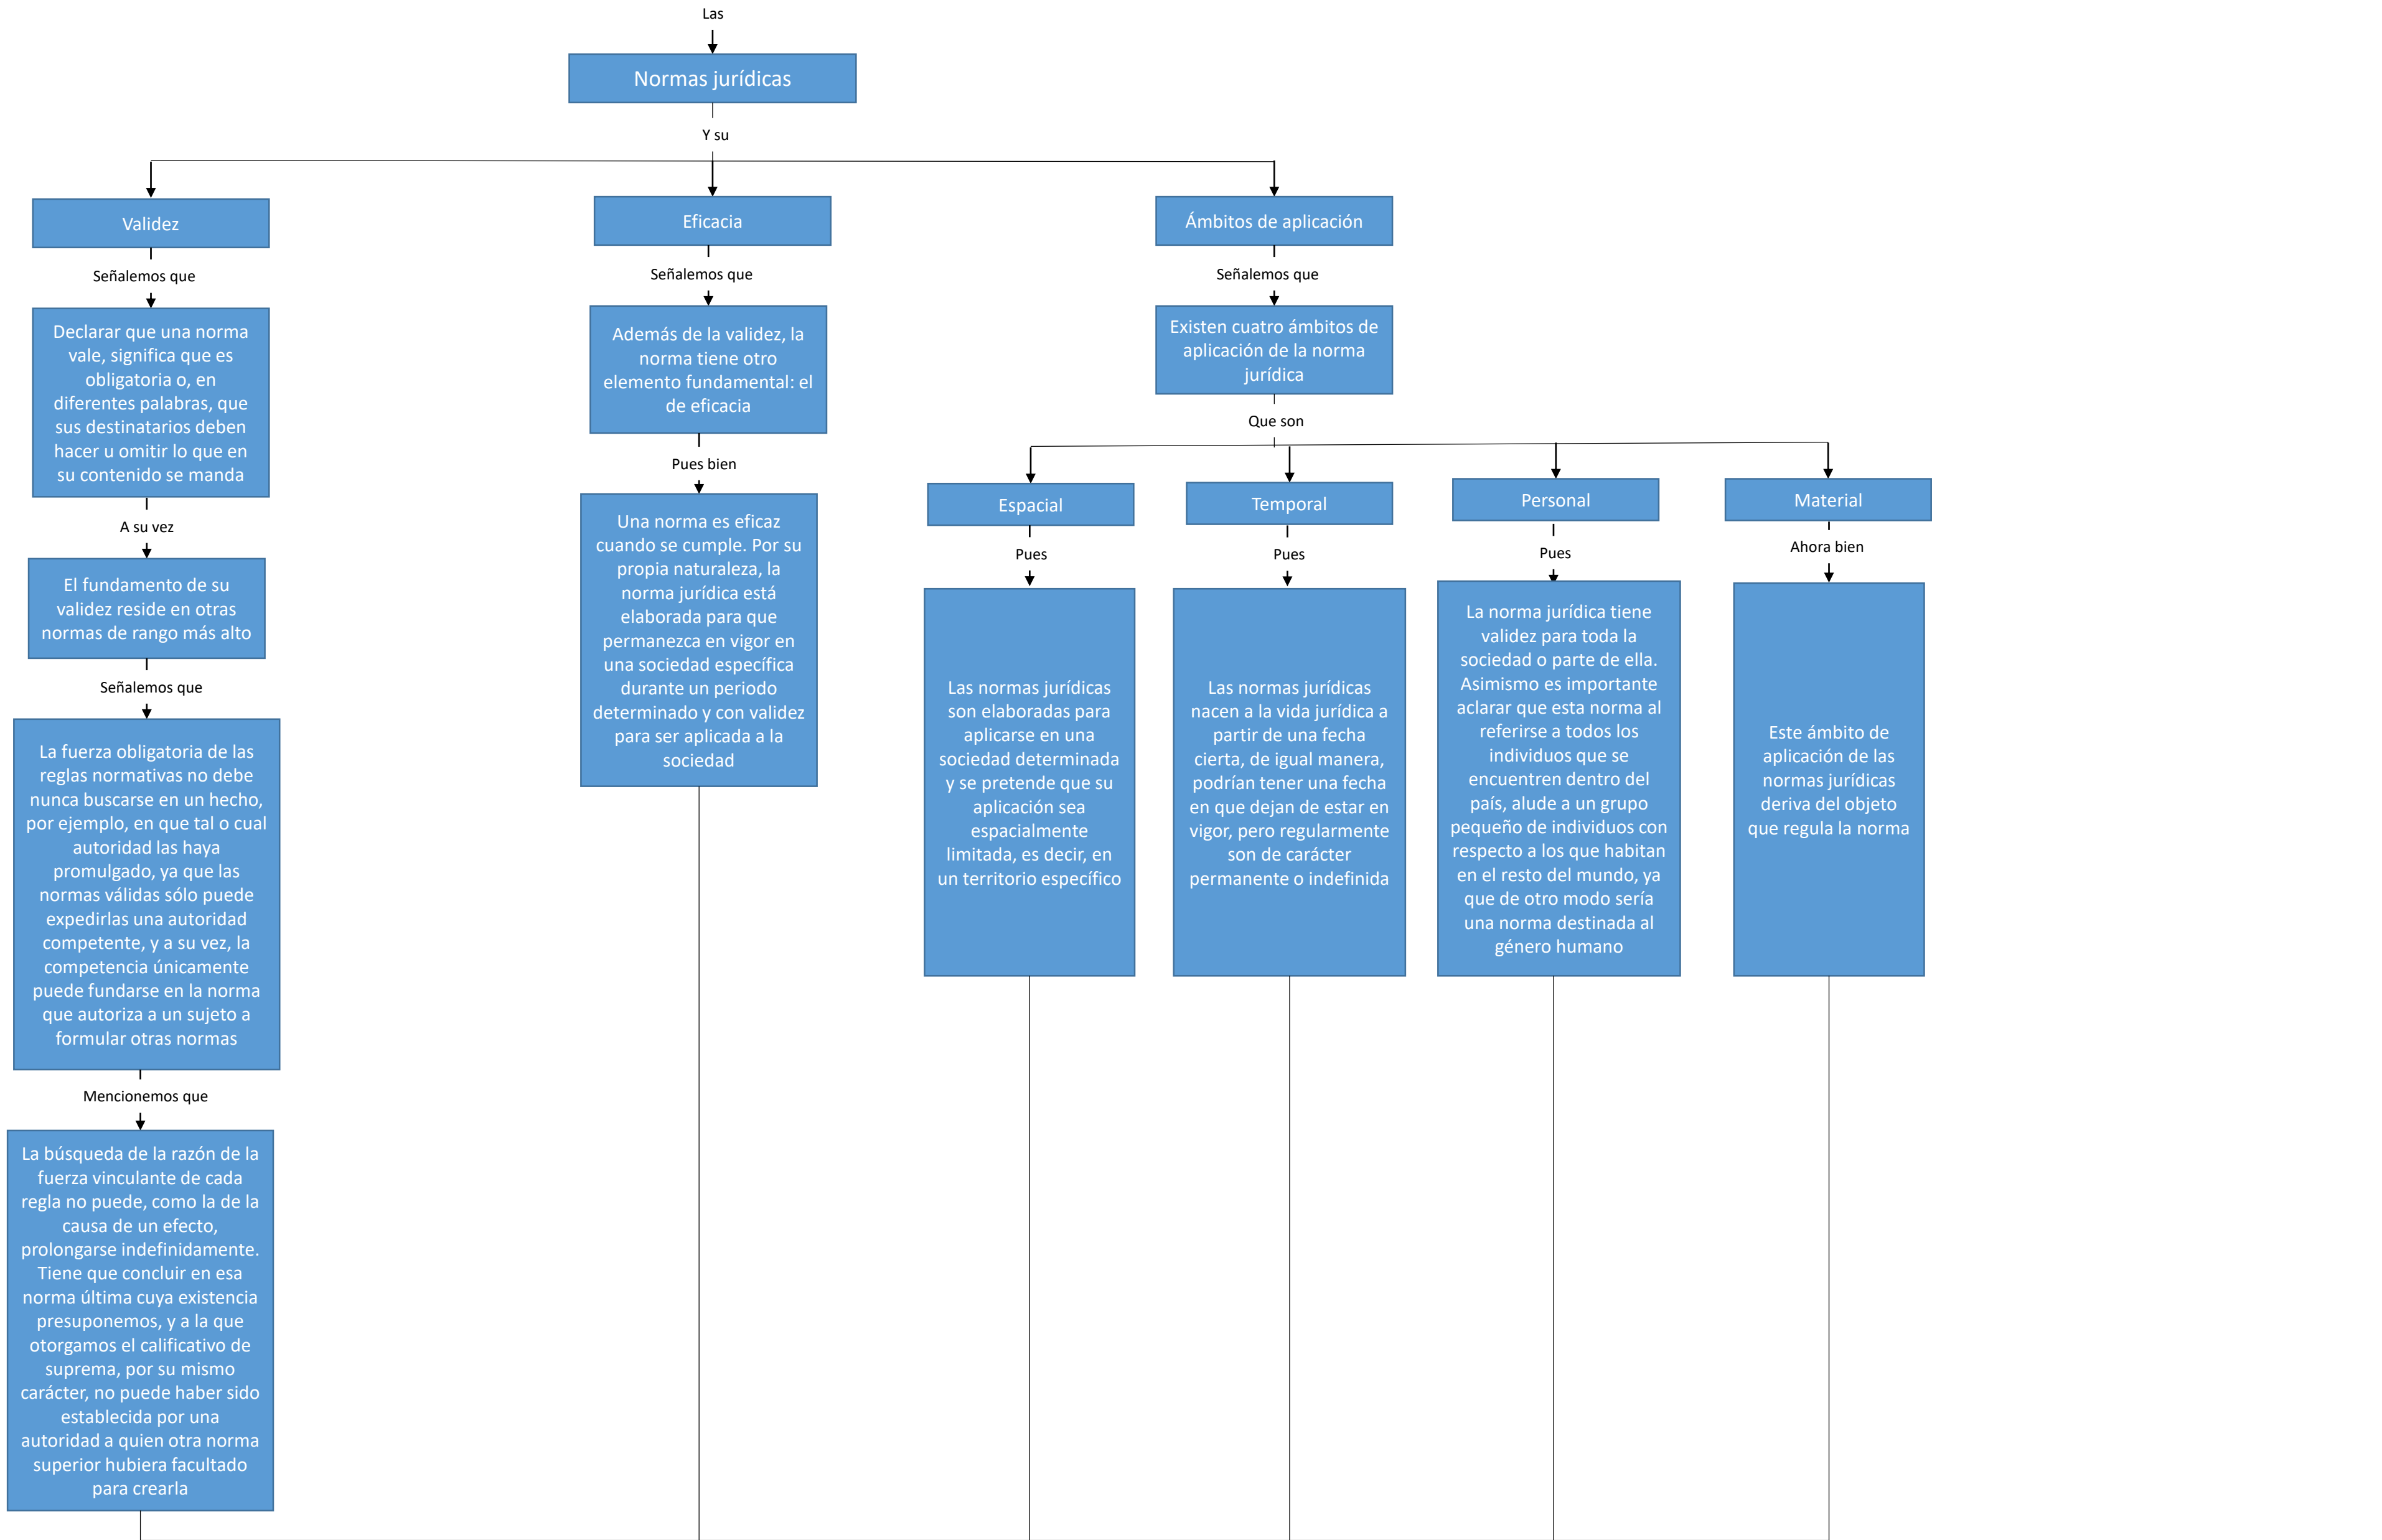 Las
Normas jurídicas
Y su
Validez
Señalemos que
Declarar que una norma
vale, significa que es
obligatoria o, en
diferentes palabras, que
sus destinatarios deben
hacer u omitir lo que en
su contenido se manda
A su vez
El fundamento de su
validez reside en otras
normas de rango más alto
Señalemos que
La fuerza obligatoria de las
reglas normativas no debe
nunca buscarse en un hecho,
por ejemplo, en que tal o cual
autoridad las haya
promulgado, ya que las
normas válidas sólo puede
expedirlas una autoridad
competente, y a su vez, la
competencia únicamente
puede fundarse en la norma
que autoriza a un sujeto a
formular otras normas
Mencionemos que
La búsqueda de la razón de la
fuerza vinculante de cada
regla no puede, como la de la
causa de un efecto,
prolongarse indefinidamente.
Tiene que concluir en esa
norma última cuya existencia
presuponemos, y a la que
otorgamos el calificativo de
suprema, por su mismo
carácter, no puede haber sido
establecida por una
autoridad a quien otra norma
superior hubiera facultado
para crearla
Eficacia
Señalemos que
Además de la validez, la
norma tiene otro
elemento fundamental: el
de eficacia
Pues bien
Una norma es eficaz
cuando se cumple. Por su
propia naturaleza, la
norma jurídica está
elaborada para que
permanezca en vigor en
una sociedad específica
durante un periodo
determinado y con validez
para ser aplicada a la
sociedad
Ámbitos de aplicación
Señalemos que
Existen cuatro ámbitos de
aplicación de la norma
jurídica
Que son
Espacial
Pues
Las normas jurídicas
son elaboradas para
aplicarse en una
sociedad determinada
y se pretende que su
aplicación sea
espacialmente
limitada, es decir, en
un territorio específico
Temporal
Pues
Las normas jurídicas
nacen a la vida jurídica a
partir de una fecha
cierta, de igual manera,
podrían tener una fecha
en que dejan de estar en
vigor, pero regularmente
son de carácter
permanente o indefinida
Personal
Pues
La norma jurídica tiene
validez para toda la
sociedad o parte de ella.
Asimismo es importante
aclarar que esta norma al
referirse a todos los
individuos que se
encuentren dentro del
país, alude a un grupo
pequeño de individuos con
respecto a los que habitan
en el resto del mundo, ya
que de otro modo sería
una norma destinada al
género humano
Material
Ahora bien
Este ámbito de
aplicación de las
normas jurídicas
deriva del objeto
que regula la norma